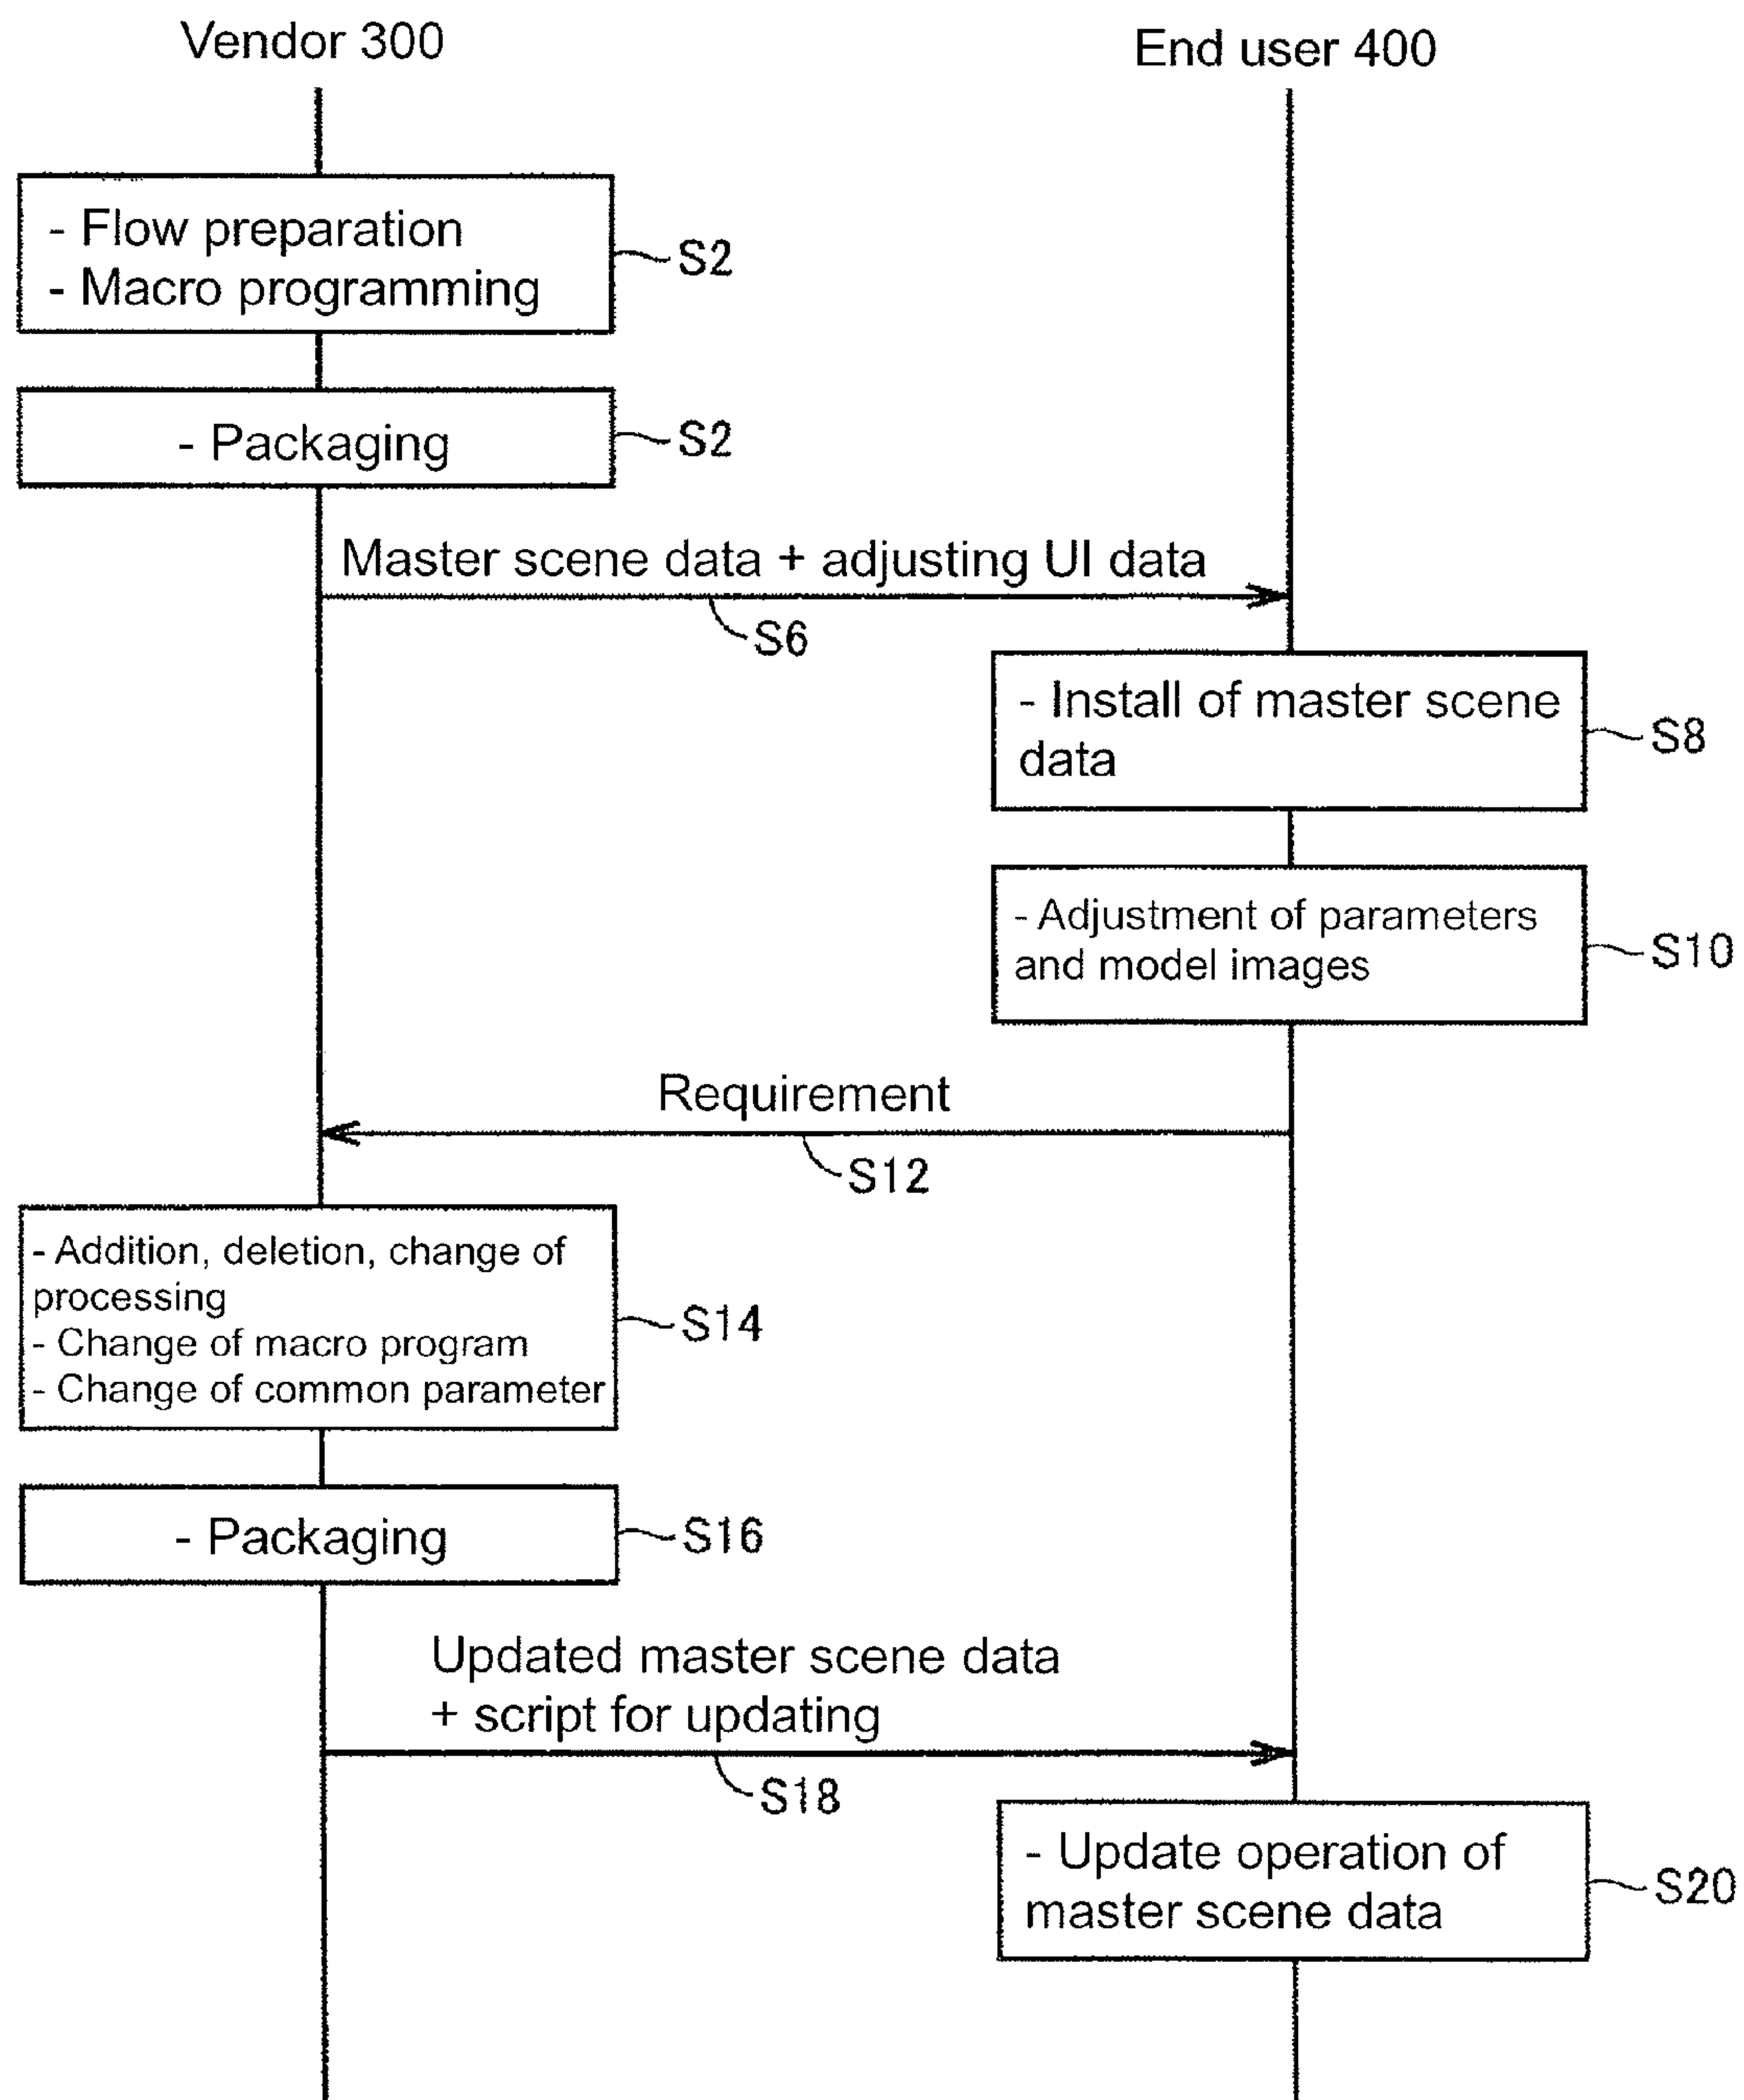 Vendor 300
End user 400
- Flow preparation
- Macro programming
S2
- Packaging
S2
Master scene data + adjusting UI data
S6
- Install of master scene
data
S8
- Adjustment of parameters
and model images
S10
Requirement
S12
- Addition, deletion, change of
processing
- Change of macro program
- Change of common parameter
S14
- Packaging
S16
Updated master scene data
+ script for updating
S18
- Update operation of
master scene data
S20